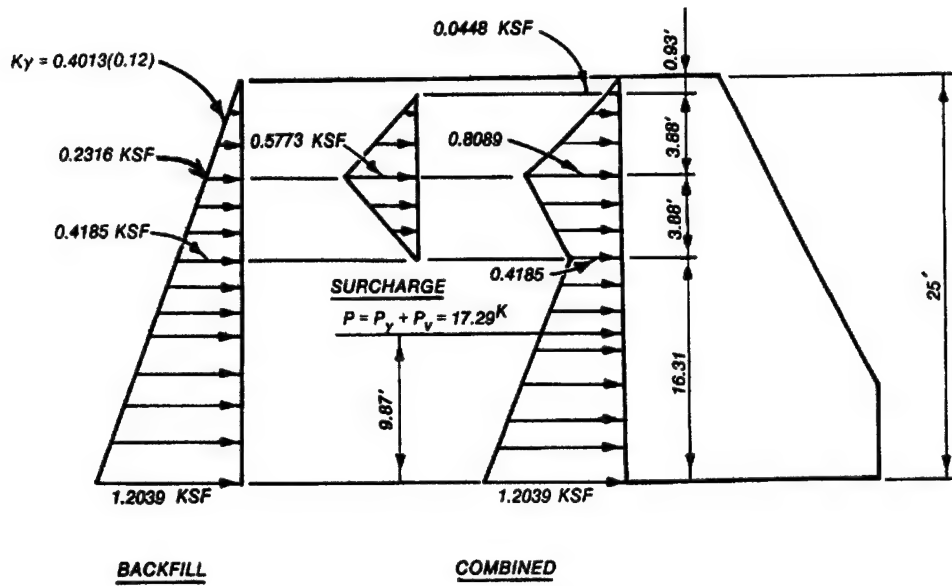 0.0448 KSF
0.93'
Kγ = 0.4013(0.12)
3.88'
0.5773 KSF
0.8089
0.2316 KSF
3.88'
0.4185 KSF
0.4185
SURCHARGE
25'
P = Pγ + Pv = 17.29ᴷ
16.31
9.87'
1.2039 KSF
1.2039 KSF
BACKFILL
COMBINED